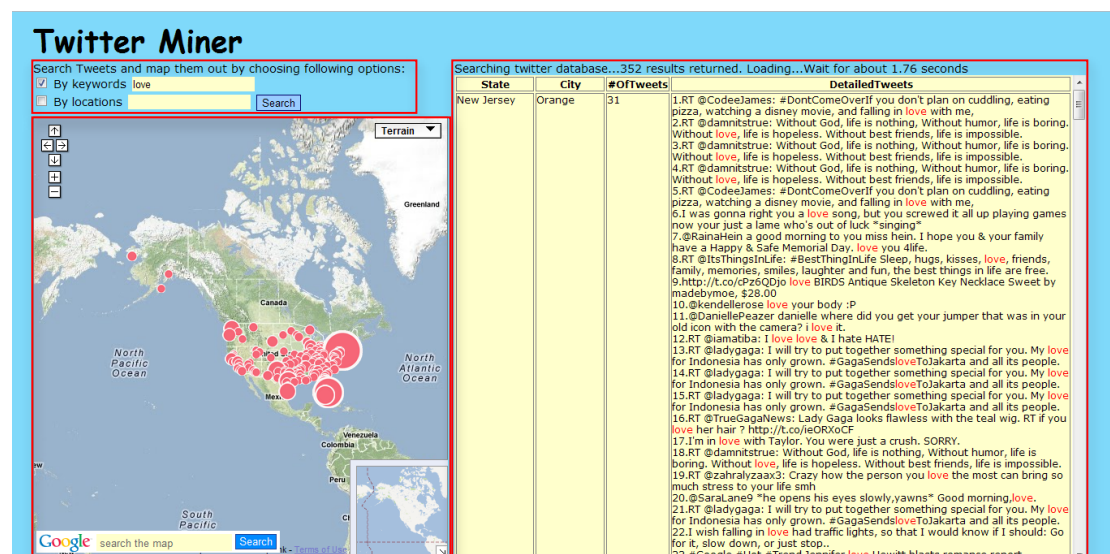 Twitter Miner
Search Tweets and map them out by choosing following options:
By keywords love
By locations Search
Terrain
Greenland
Canada
North
Pacific
Ocean
North
Atlantic
Ocean
Venezuela
Colombia
Peru
South
Pacific
Google search the map Search
Terms of Use
Searching twitter database...352 results returned. Loading...Wait for about 1.76 seconds
State City #OfTweets DetailedTweets
New Jersey Orange 31 1.RT @CodeeJames: #DontComeOverIf you don't plan on cuddling, eating
pizza, watching a disney movie, and falling in love with me,
2.RT @damnitstrue: Without God, life is nothing, Without humor, life is boring.
Without love, life is hopeless. Without best friends, life is impossible.
3.RT @damnitstrue: Without God, life is nothing, Without humor, life is boring.
Without love, life is hopeless. Without best friends, life is impossible.
4.RT @damnitstrue: Without God, life is nothing, Without humor, life is boring.
Without love, life is hopeless. Without best friends, life is impossible.
5.RT @CodeeJames: #DontComeOverIf you don't plan on cuddling, eating
pizza, watching a disney movie, and falling in love with me,
6.I was gonna right you a love song, but you screwed it all up playing games
now your just a lame who's out of luck *singing*
7.@RainaHein a good morning to you miss hein. I hope you & your family
have a Happy & Safe Memorial Day. love you 4life.
8.RT @ItsThingsInLife: #BestThingInLife Sleep, hugs, kisses, love, friends,
family, memories, smiles, laughter and fun, the best things in life are free.
9.http://t.co/cPz6QDjo love BIRDS Antique Skeleton Key Necklace Sweet by
madebymoe, $28.00
10.@kendellerose love your body :P
11.@DaniellePeazer danielle where did you get your jumper that was in your
old icon with the camera? i love it.
12.RT @iamatiba: I love love & I hate HATE!
13.RT @ladygaga: I will try to put together something special for you. My love
for Indonesia has only grown. #GagaSendsloveToJakarta and all its people.
14.RT @ladygaga: I will try to put together something special for you. My love
for Indonesia has only grown. #GagaSendsloveToJakarta and all its people.
15.RT @ladygaga: I will try to put together something special for you. My love
for Indonesia has only grown. #GagaSendsloveToJakarta and all its people.
16.RT @TrueGagaNews: Lady Gaga looks flawless with the teal wig. RT if you
love her hair ? http://t.co/ieORXoCF
17.I'm in love with Taylor. You were just a crush. SORRY.
18.RT @damnitstrue: Without God, life is nothing, Without humor, life is
boring. Without love, life is hopeless. Without best friends, life is impossible.
19.RT @zahralyzaax3: Crazy how the person you love the most can bring so
much stress to your life smh
20.@SaraLane9 *he opens his eyes slowly,yawns* Good morning,love.
21.RT @ladygaga: I will try to put together something special for you. My love
for Indonesia has only grown. #GagaSendsloveToJakarta and all its people.
22.I wish falling in love had traffic lights, so that I would know if I should: Go
for it, slow down, or just stop..